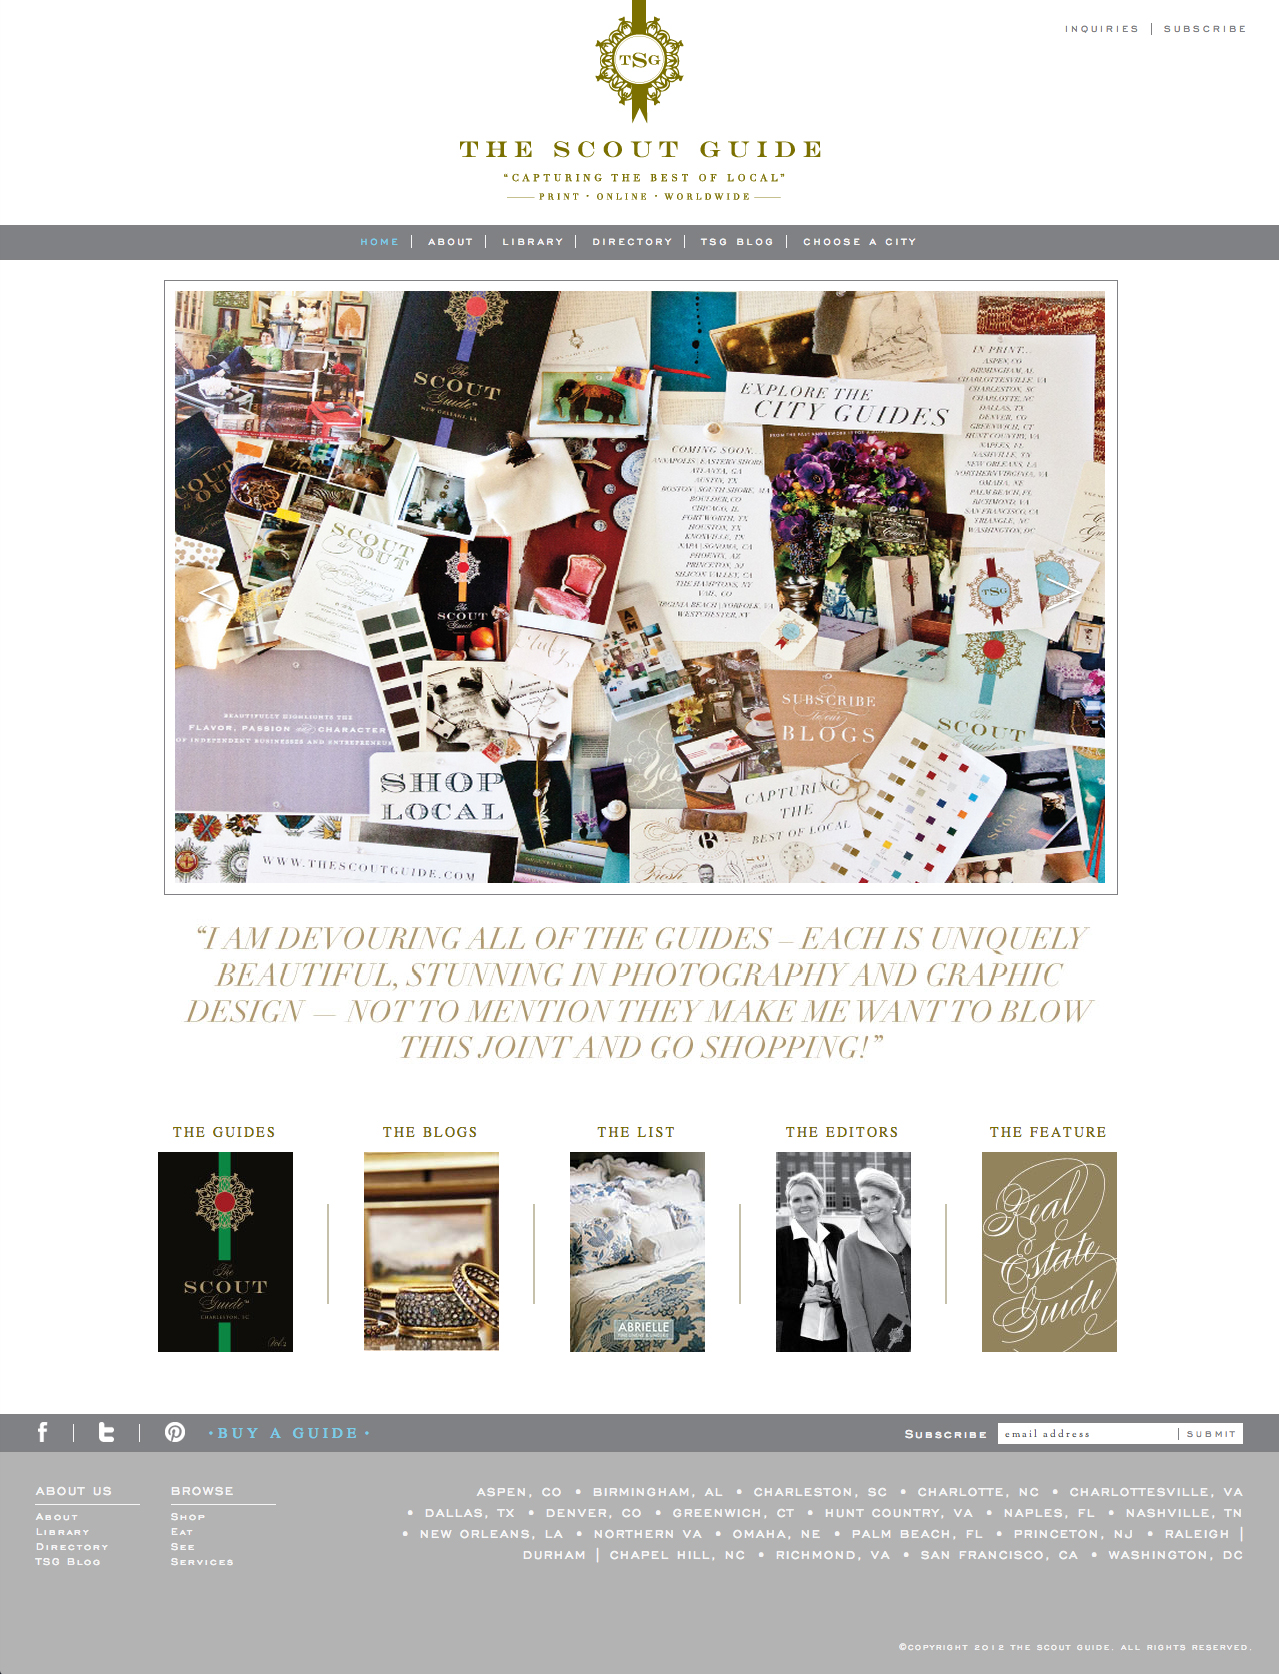 INQUIRIES | SUBSCRIBE
TSG
THE SCOUT GUIDE
"CAPTURING THE BEST OF LOCAL"
PRINT • ONLINE • WORLDWIDE
HOME | ABOUT | LIBRARY | DIRECTORY | TSG BLOG | CHOOSE A CITY
The
SCOUT
Guide
EXPLORE THE
CITY GUIDES
IN PRINT...
ASPEN, CO
BIRMINGHAM, AL
CHARLOTTESVILLE, VA
CHARLESTON, SC
CHARLOTTE, NC
DALLAS, TX
DENVER, CO
GREENWICH, CT
HUNT COUNTRY, VA
NAPLES, FL
NASHVILLE, TN
NEW ORLEANS, LA
NORTHERN VIRGINIA, VA
OMAHA, NE
PALM BEACH, FL
RICHMOND, VA
SAN FRANCISCO, CA
TRIANGLE, NC
WASHINGTON, DC
COMING SOON...
ANNAPOLIS | EASTERN SHORE
ATLANTA, GA
AUSTIN, TX
BOSTON | SOUTH SHORE, MA
BOULDER, CO
CHICAGO, IL
FORT WORTH, TX
HOUSTON, TX
KNOXVILLE, TN
NAPA | SONOMA, CA
PHOENIX, AZ
PRINCETON, NJ
SILICON VALLEY, CA
THE HAMPTONS, NY
VAIL, CO
VIRGINIA BEACH | NORFOLK, VA
WESTCHESTER, NY
SCOUT
OUT
TSG
The
SCOUT
Guide
truly
BEAUTIFULLY HIGHLIGHTS THE
FLAVOR, PASSION and CHARACTER
OF INDEPENDENT BUSINESSES AND ENTREPRENEUR
SUBSCRIBE
to our
BLOGS
The
SCOUT
Guide
Yes
SHOP
LOCAL
CAPTURING
THE
BEST OF LOCAL
WWW.THESCOUTGUIDE.COM
Fresh
"I AM DEVOURING ALL OF THE GUIDES – EACH IS UNIQUELY
BEAUTIFUL, STUNNING IN PHOTOGRAPHY AND GRAPHIC
DESIGN — NOT TO MENTION THEY MAKE ME WANT TO BLOW
THIS JOINT AND GO SHOPPING!"
THE GUIDES
THE BLOGS
THE LIST
THE EDITORS
THE FEATURE
The
SCOUT
Guide
CHARLESTON, SC
ABRIELLE
Real
Estate
Guide
• BUY A GUIDE •
SUBSCRIBE email address | SUBMIT
ABOUT US
ABOUT
LIBRARY
DIRECTORY
TSG BLOG
BROWSE
SHOP
EAT
SEE
SERVICES
ASPEN, CO • BIRMINGHAM, AL • CHARLESTON, SC • CHARLOTTE, NC • CHARLOTTESVILLE, VA
• DALLAS, TX • DENVER, CO • GREENWICH, CT • HUNT COUNTRY, VA • NAPLES, FL • NASHVILLE, TN
• NEW ORLEANS, LA • NORTHERN VA • OMAHA, NE • PALM BEACH, FL • PRINCETON, NJ • RALEIGH |
DURHAM | CHAPEL HILL, NC • RICHMOND, VA • SAN FRANCISCO, CA • WASHINGTON, DC
©COPYRIGHT 2012 THE SCOUT GUIDE. ALL RIGHTS RESERVED.